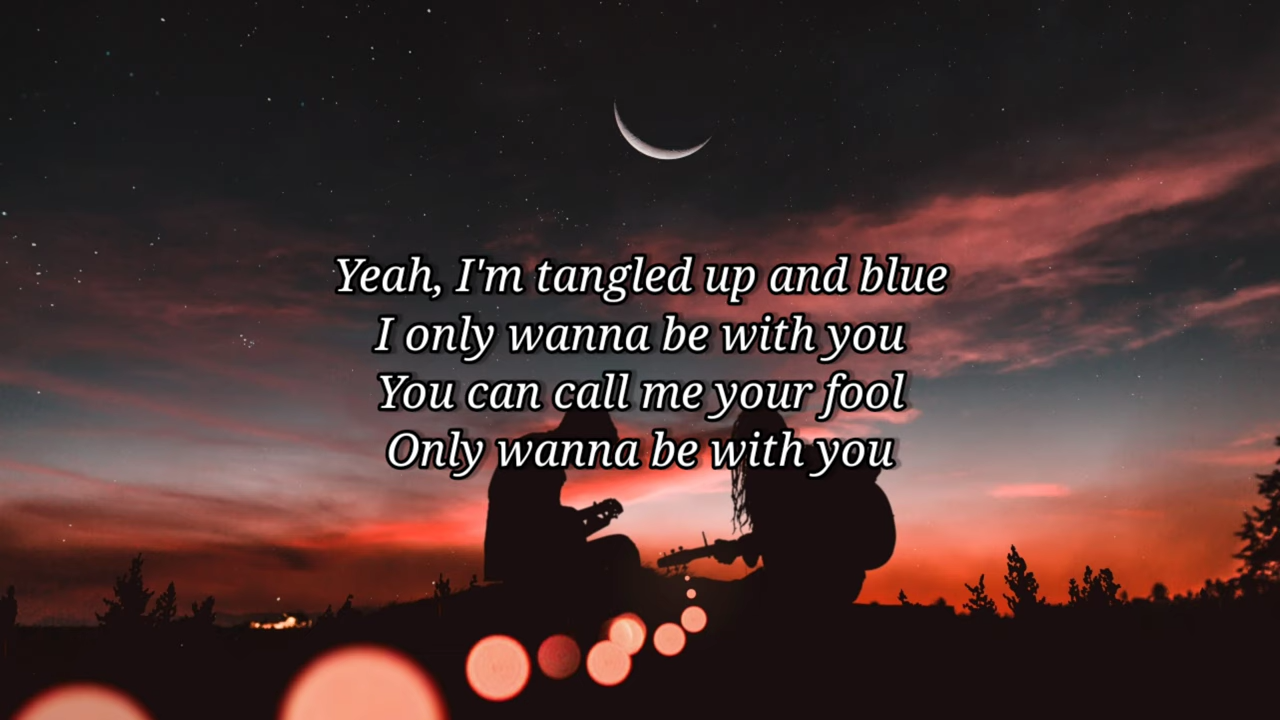 Yeah, I'm tangled up and blue
I only wanna be with you
You can call me your fool
Only wanna be with you